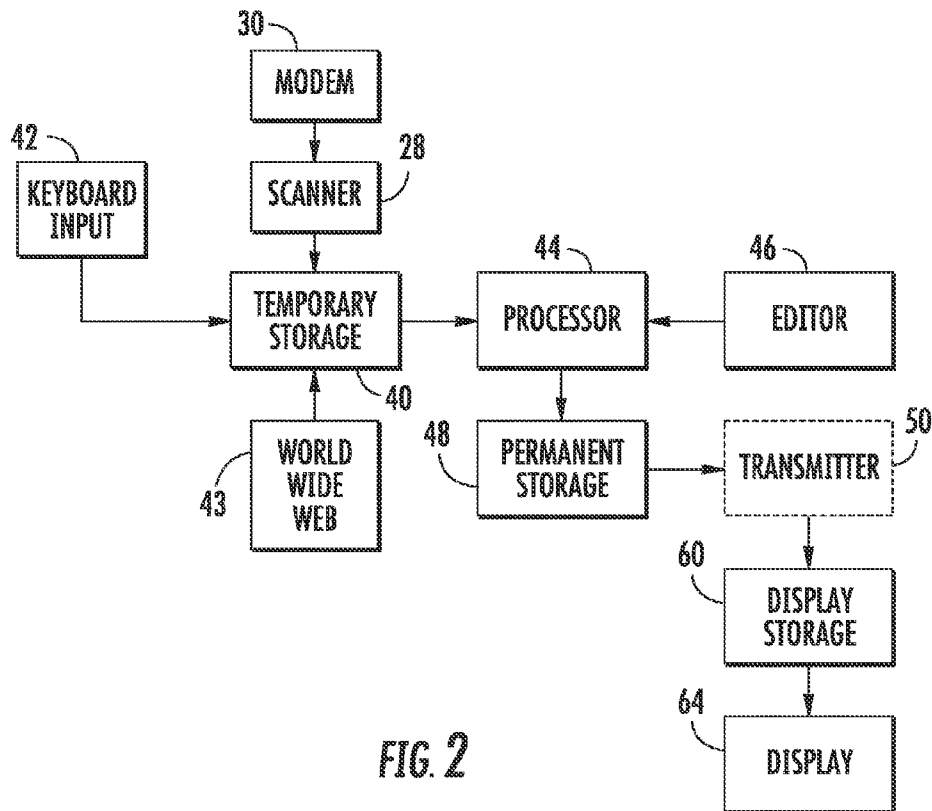 30
MODEM
42
KEYBOARD
INPUT
SCANNER
28
TEMPORARY
STORAGE
40
44
PROCESSOR
46
EDITOR
43
WORLD
WIDE
WEB
48
PERMANENT
STORAGE
50
TRANSMITTER
60
DISPLAY
STORAGE
64
DISPLAY
FIG. 2